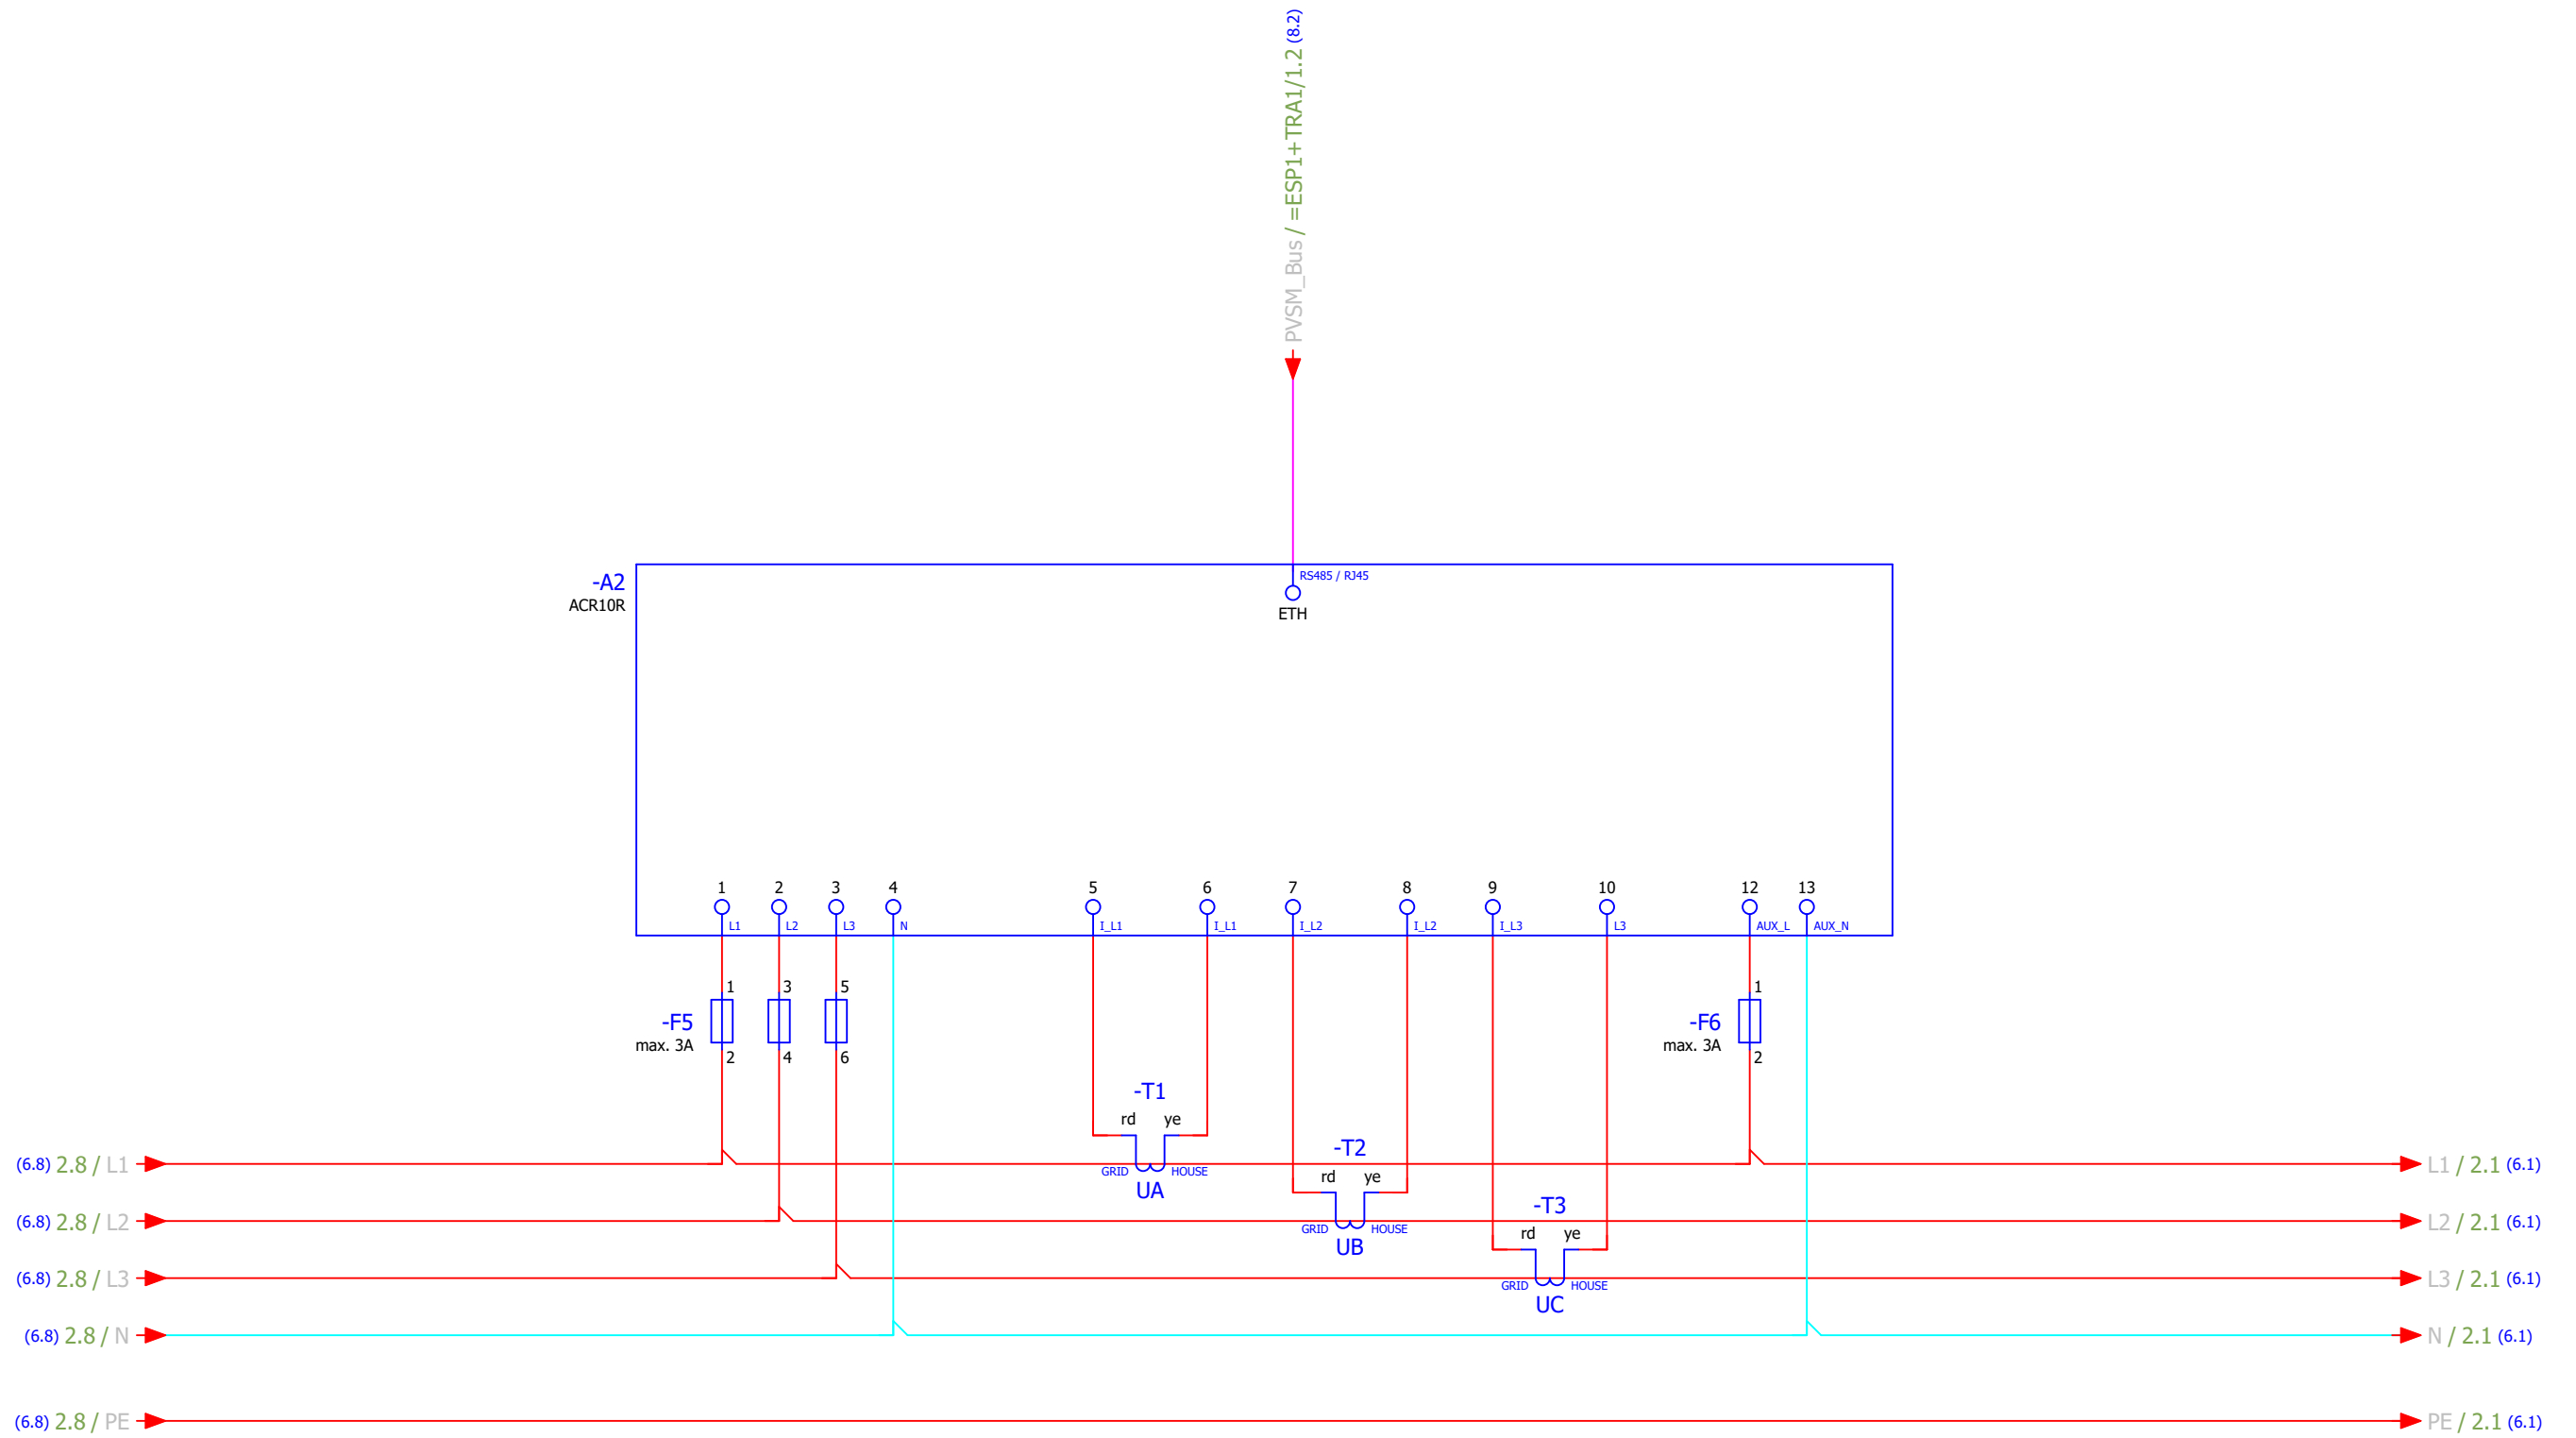 PVSM_Bus / =ESP1+TRA1/1.2 (8.2)
-A2
ACR10R
RS485 / RJ45
ETH
1 2 3 4 5 6 7 8 9 10 12 13
L1 L2 L3 N I_L1 I_L1 I_L2 I_L2 I_L3 L3 AUX_L AUX_N
1 3 5 1
-F5 -F6
max. 3A max. 3A
2 4 6 2
-T1
rd ye
GRID HOUSE
UA
-T2
rd ye
GRID HOUSE
UB
-T3
rd ye
GRID HOUSE
UC
(6.8) 2.8 / L1 L1 / 2.1 (6.1)
(6.8) 2.8 / L2 L2 / 2.1 (6.1)
(6.8) 2.8 / L3 L3 / 2.1 (6.1)
(6.8) 2.8 / N N / 2.1 (6.1)
(6.8) 2.8 / PE PE / 2.1 (6.1)